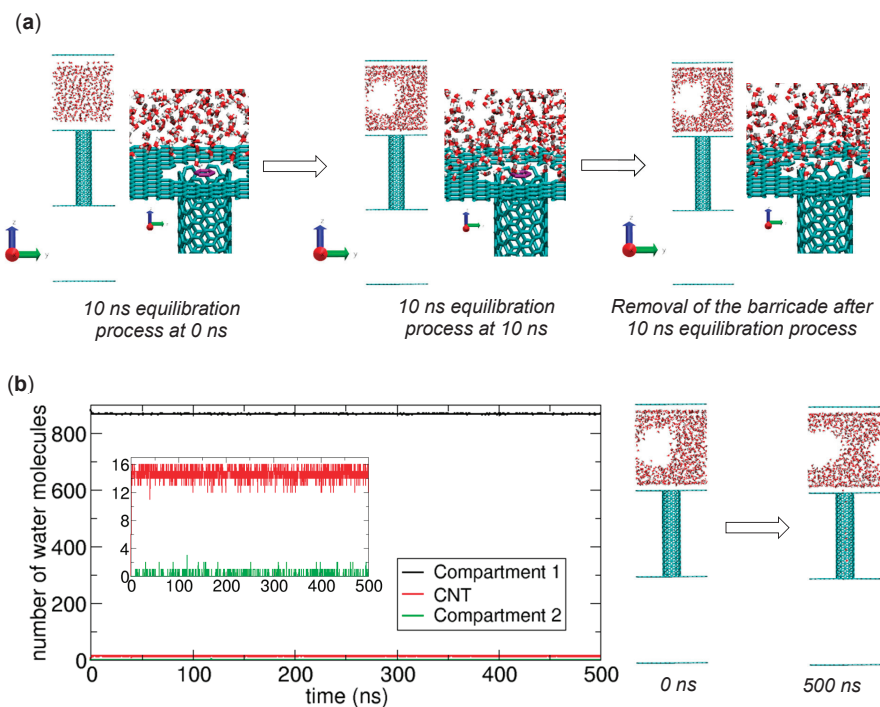 (a)
z
y
z
y
z
y
10 ns equilibration
process at 0 ns
10 ns equilibration
process at 10 ns
Removal of the barricade after
10 ns equilibration process
(b)
number of water molecules
800
600
400
200
0
16
12
8
4
0
0 100 200 300 400 500
Compartment 1
CNT
Compartment 2
0 100 200 300 400 500
time (ns)
0 ns
500 ns